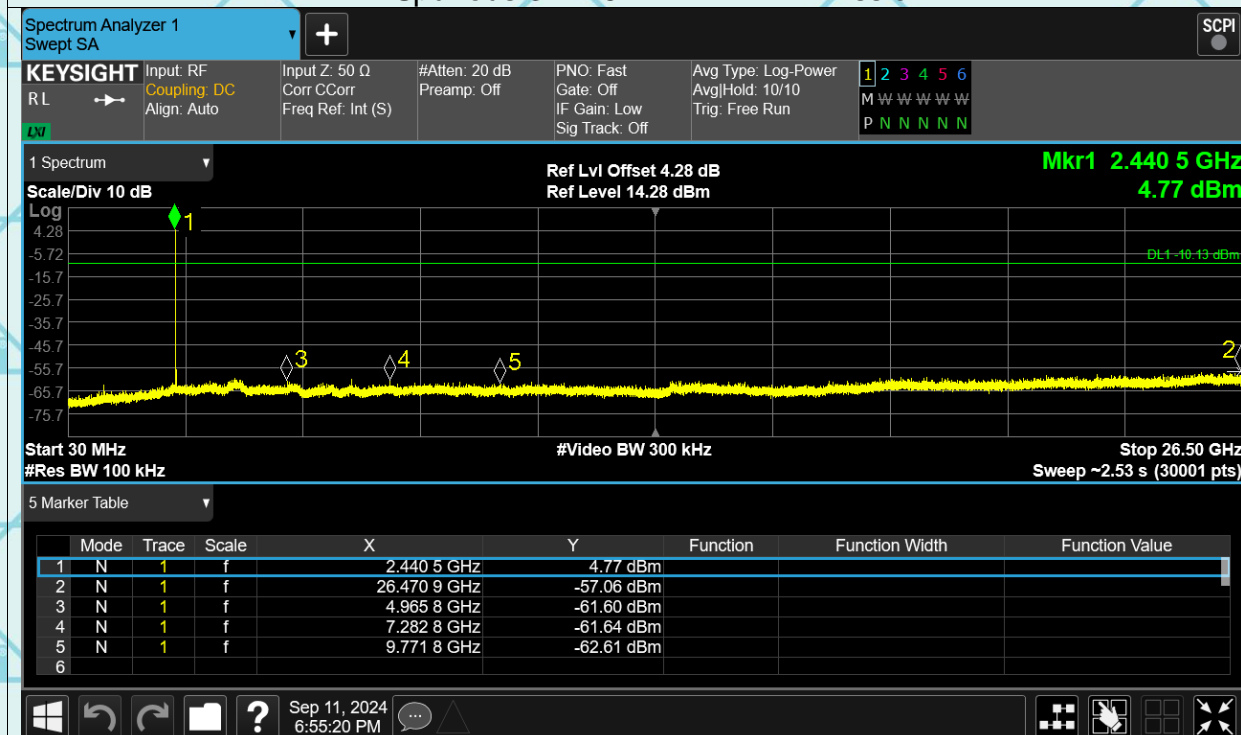 Spectrum Analyzer 1
Swept SA
SCPI
KEYSIGHT
RL
LXI
Input: RF
Coupling: DC
Align: Auto
Input Z: 50 Ω
Corr CCorr
Freq Ref: Int (S)
#Atten: 20 dB
Preamp: Off
PNO: Fast
Gate: Off
IF Gain: Low
Sig Track: Off
Avg Type: Log-Power
Avg|Hold: 10/10
Trig: Free Run
1 2 3 4 5 6
M W W W W W W
P N N N N N N
1 Spectrum
Scale/Div 10 dB
Ref Lvl Offset 4.28 dB
Ref Level 14.28 dBm
Mkr1 2.440 5 GHz
4.77 dBm
Log
4.28
-5.72
-15.7
-25.7
-35.7
-45.7
-55.7
-65.7
-75.7
DL1 -10.13 dBm
1
3
4
5
2
Start 30 MHz
#Video BW 300 kHz
Stop 26.50 GHz
#Res BW 100 kHz
Sweep ~2.53 s (30001 pts)
5 Marker Table
Mode Trace Scale X Y Function Function Width Function Value
1 N 1 f 2.440 5 GHz 4.77 dBm
2 N 1 f 26.470 9 GHz -57.06 dBm
3 N 1 f 4.965 8 GHz -61.60 dBm
4 N 1 f 7.282 8 GHz -61.64 dBm
5 N 1 f 9.771 8 GHz -62.61 dBm
6
?
Sep 11, 2024
6:55:20 PM